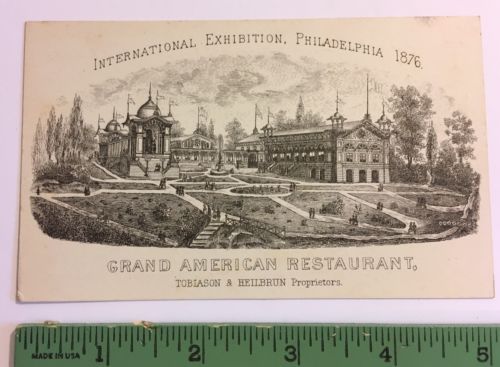 INTERNATIONAL EXHIBITION, PHILADELPHIA 1876.
GRAND AMERICAN RESTAURANT,
TOBIASON & HEILBRUN Proprietors.
MADE IN USA 1 2 3 4 5